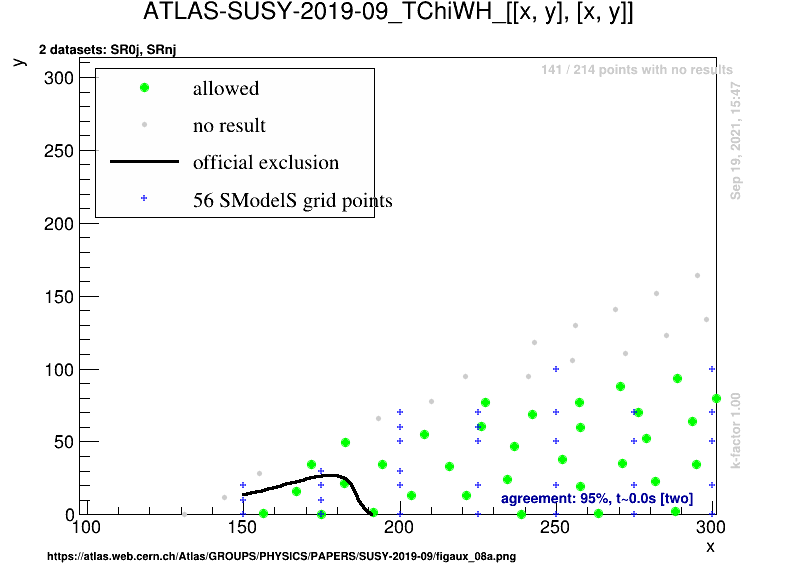 ATLAS-SUSY-2019-09_TChiWH_[[x, y], [x, y]]
2 datasets: SR0j, SRnj
y
141 / 214 points with no results
Sep 19, 2021, 15:47
allowed
no result
official exclusion
56 SModelS grid points
300
250
200
150
100
50
0
k-factor 1.00
agreement: 95%, t~0.0s [two]
100 150 200 250 300
x
https://atlas.web.cern.ch/Atlas/GROUPS/PHYSICS/PAPERS/SUSY-2019-09/figaux_08a.png